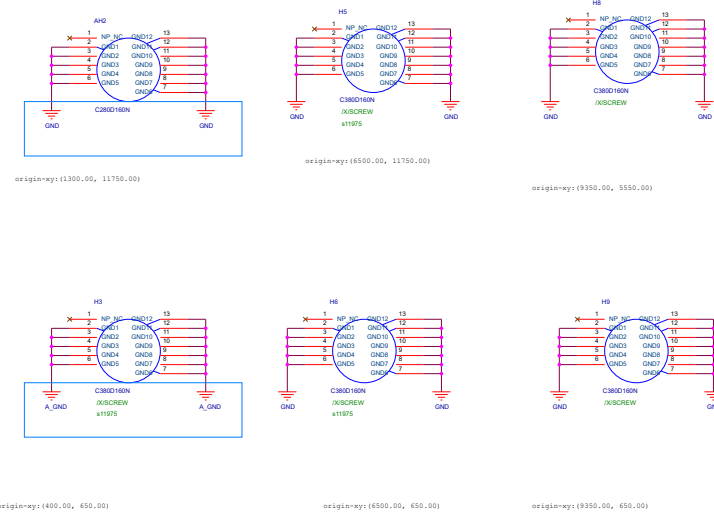 AH2
1 NP_NC GND12 13
2 GND1 GND11 12
3 GND2 GND10 11
4 GND3 GND9 10
5 GND4 GND8 9
6 GND5 GND7 8
GND6 7
C280D160N
GND GND
origin-xy:(1300.00, 11750.00)
H5
1 NP_NC GND12 13
2 GND1 GND11 12
3 GND2 GND10 11
4 GND3 GND9 10
5 GND4 GND8 9
6 GND5 GND7 8
GND6 7
C380D160N
/X/SCREW
s11975
GND GND
origin-xy:(6500.00, 11750.00)
H8
1 NP_NC GND12 13
2 GND1 GND11 12
3 GND2 GND10 11
4 GND3 GND9 10
5 GND4 GND8 9
6 GND5 GND7 8
GND6 7
C380D160N
/X/SCREW
GND GND
origin-xy:(9350.00, 5550.00)
H3
1 NP_NC GND12 13
2 GND1 GND11 12
3 GND2 GND10 11
4 GND3 GND9 10
5 GND4 GND8 9
6 GND5 GND7 8
GND6 7
C380D160N
/X/SCREW
s11975
A_GND A_GND
rigin-xy:(400.00, 650.00)
H6
1 NP_NC GND12 13
2 GND1 GND11 12
3 GND2 GND10 11
4 GND3 GND9 10
5 GND4 GND8 9
6 GND5 GND7 8
GND6 7
C380D160N
/X/SCREW
s11975
GND GND
origin-xy:(6500.00, 650.00)
H9
1 NP_NC GND12 13
2 GND1 GND11 12
3 GND2 GND10 11
4 GND3 GND9 10
5 GND4 GND8 9
6 GND5 GND7 8
GND6 7
C380D160N
/X/SCREW
GND
origin-xy:(9350.00, 650.00)